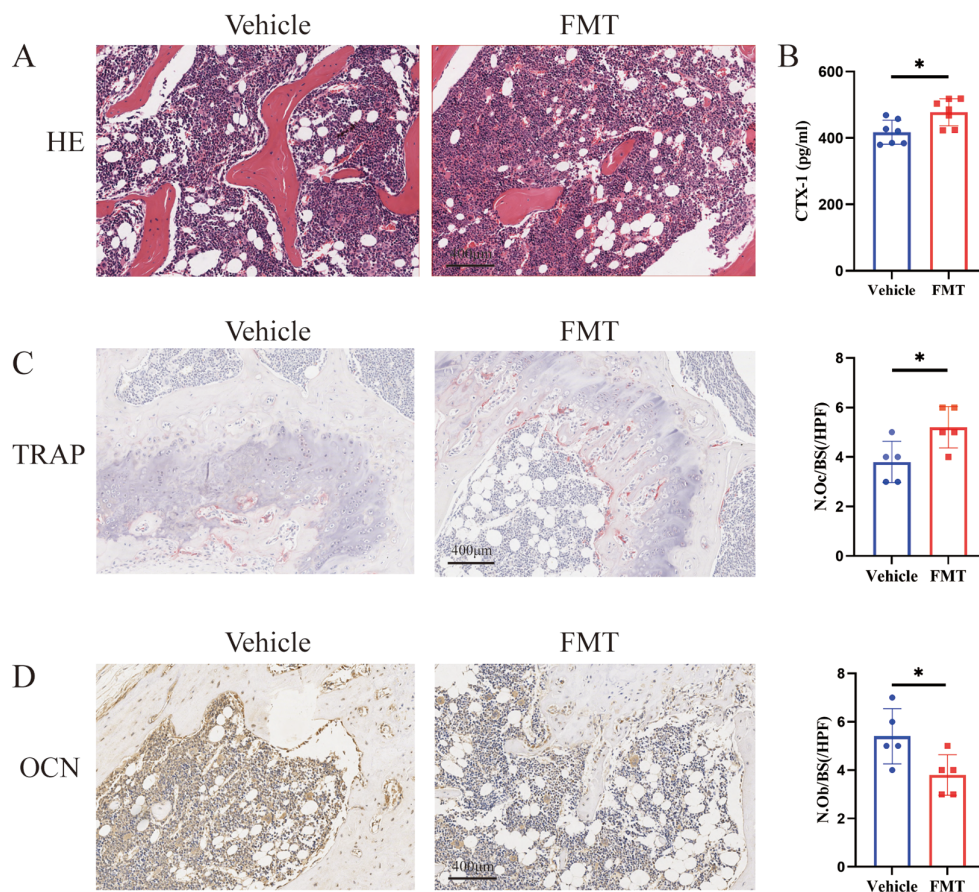 Vehicle
FMT
A
HE
400μm
B
CTX-1 (pg/ml)
600
400
200
0
*
Vehicle
FMT
Vehicle
FMT
C
TRAP
400μm
N.Oc/BS(/HPF)
8
6
4
2
0
*
Vehicle
FMT
Vehicle
FMT
D
OCN
400μm
N.Ob/BS(/HPF)
8
6
4
2
0
*
Vehicle
FMT